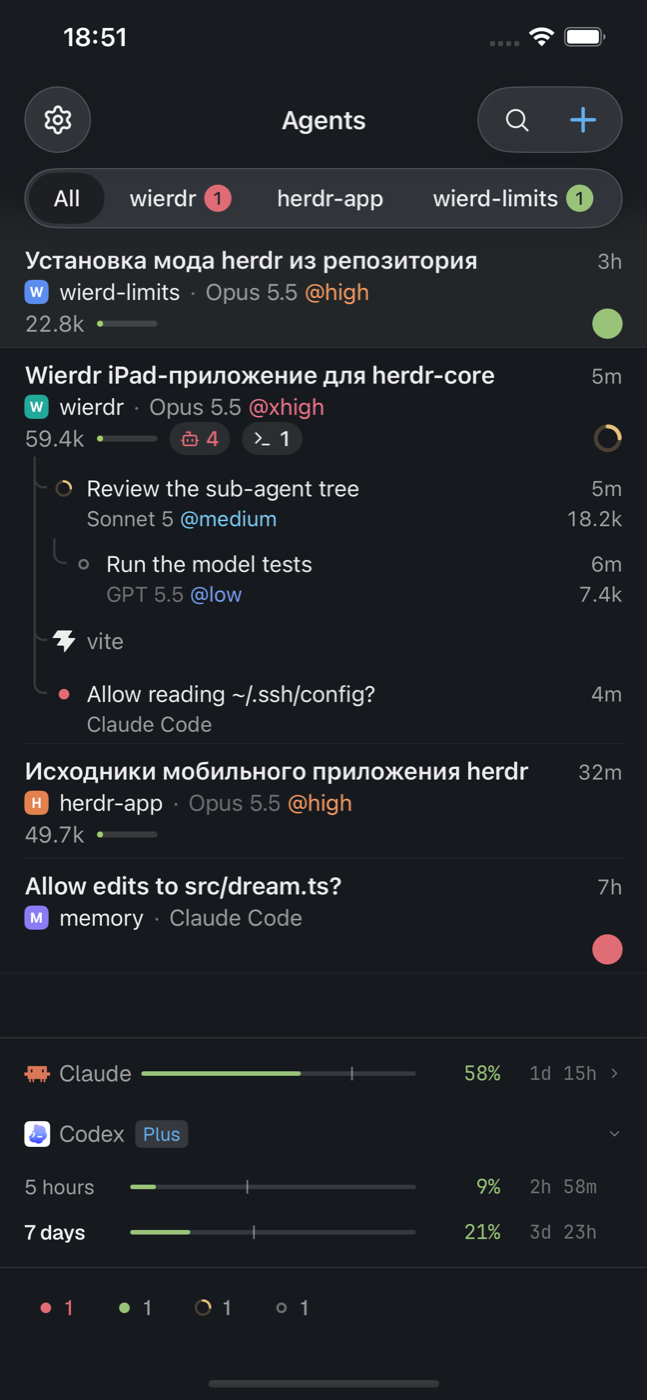 18:51
Agents
All wierdr 1 herdr-app wierd-limits 1
Установка мода herdr из репозитория 3h
W wierd-limits · Opus 5.5 @high
22.8k
Wierdr iPad-приложение для herdr-core 5m
W wierdr · Opus 5.5 @xhigh
59.4k 4 1
Review the sub-agent tree 5m
Sonnet 5 @medium 18.2k
Run the model tests 6m
GPT 5.5 @low 7.4k
vite
Allow reading ~/.ssh/config? 4m
Claude Code
Исходники мобильного приложения herdr 32m
H herdr-app · Opus 5.5 @high
49.7k
Allow edits to src/dream.ts? 7h
M memory · Claude Code
Claude 58% 1d 15h
Codex Plus
5 hours 9% 2h 58m
7 days 21% 3d 23h
1 1 1 1